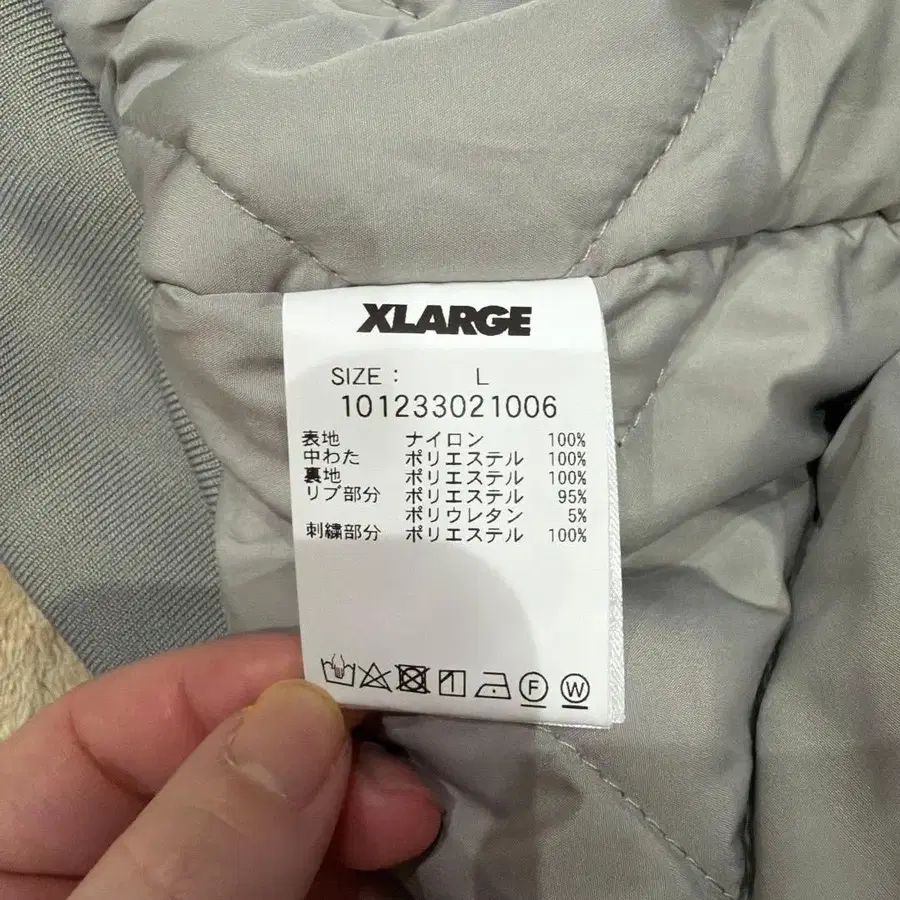 XLARGE
SIZE : L
101233021006
表地 ナイロン 100%
中わた ポリエステル 100%
裏地 ポリエステル 100%
リブ部分 ポリエステル 95%
ポリウレタン 5%
刺繍部分 ポリエステル 100%
F W